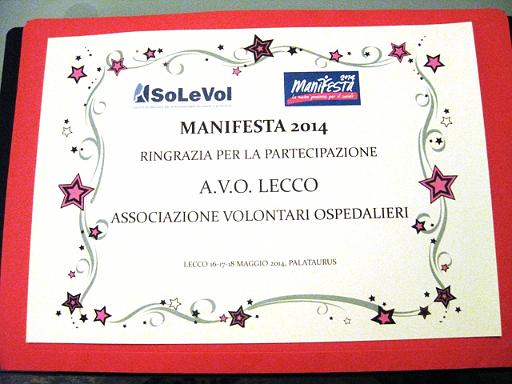 SoLeVol
2014
Manifesta
MANIFESTA 2014
RINGRAZIA PER LA PARTECIPAZIONE
A.V.O. LECCO
ASSOCIAZIONE VOLONTARI OSPEDALIERI
LECCO 16-17-18 MAGGIO 2014, PALATAURUS